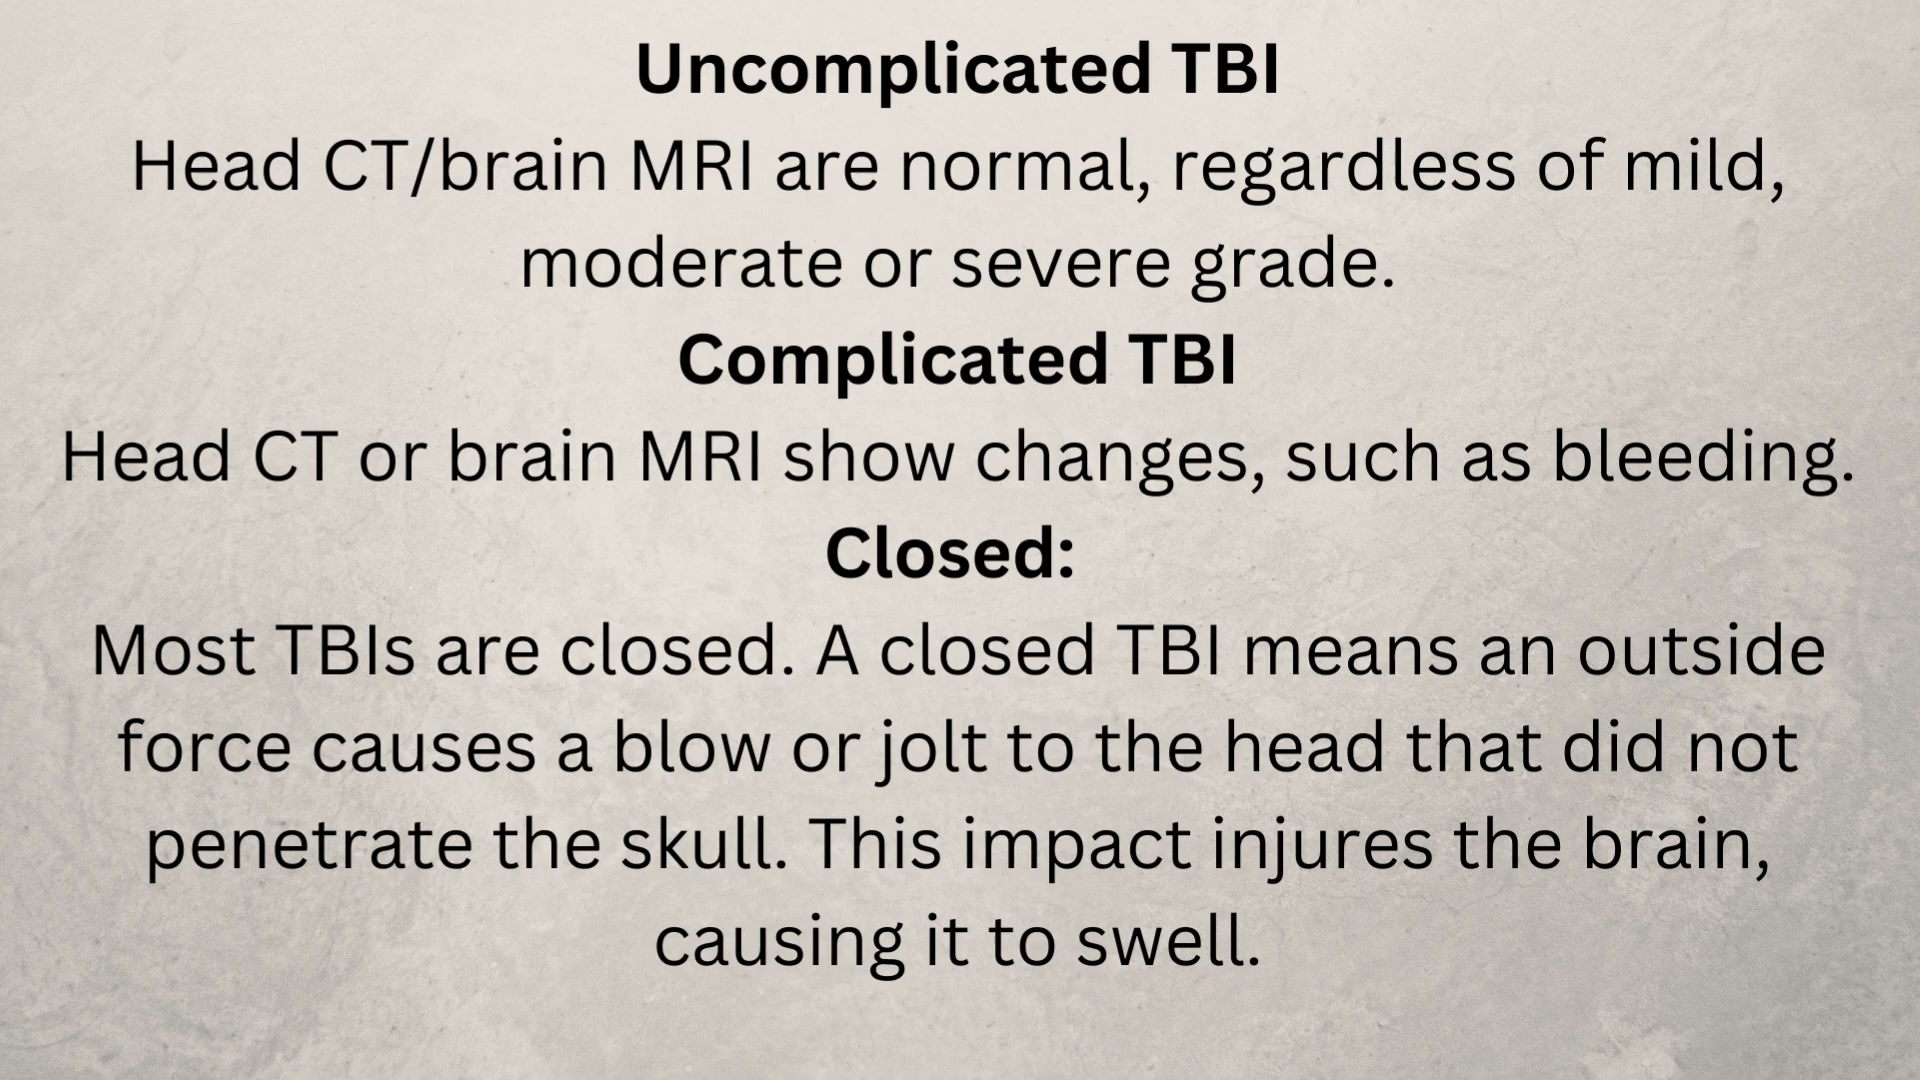 Uncomplicated TBI
Head CT/brain MRI are normal, regardless of mild,
moderate or severe grade.
Complicated TBI
Head CT or brain MRI show changes, such as bleeding.
Closed:
Most TBIs are closed. A closed TBI means an outside
force causes a blow or jolt to the head that did not
penetrate the skull. This impact injures the brain,
causing it to swell.